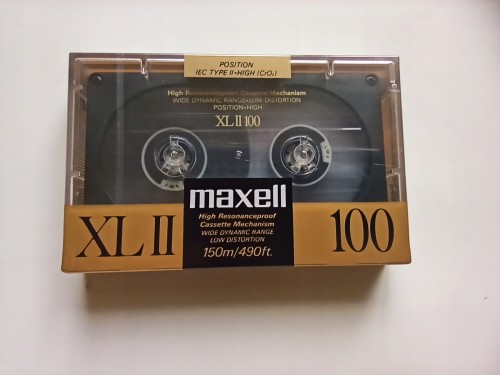 POSITION
IEC TYPE II•HIGH (CrO₂)
High Resonanceproof Cassette Mechanism
WIDE DYNAMIC RANGE•LOW DISTORTION
POSITION•HIGH
XL II 100
maxell
High Resonanceproof
Cassette Mechanism
WIDE DYNAMIC RANGE
LOW DISTORTION
150m/490ft.
XL II
100